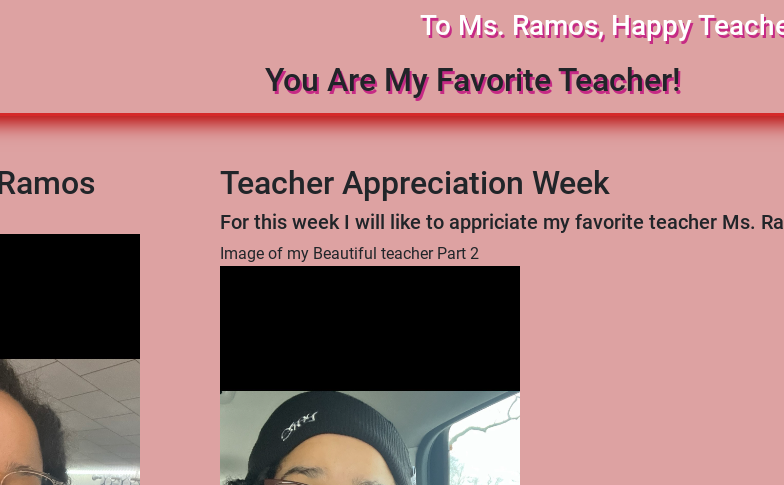 To Ms. Ramos, Happy Teache
You Are My Favorite Teacher!
Ramos
Teacher Appreciation Week
For this week I will like to appriciate my favorite teacher Ms. Ra
Image of my Beautiful teacher Part 2